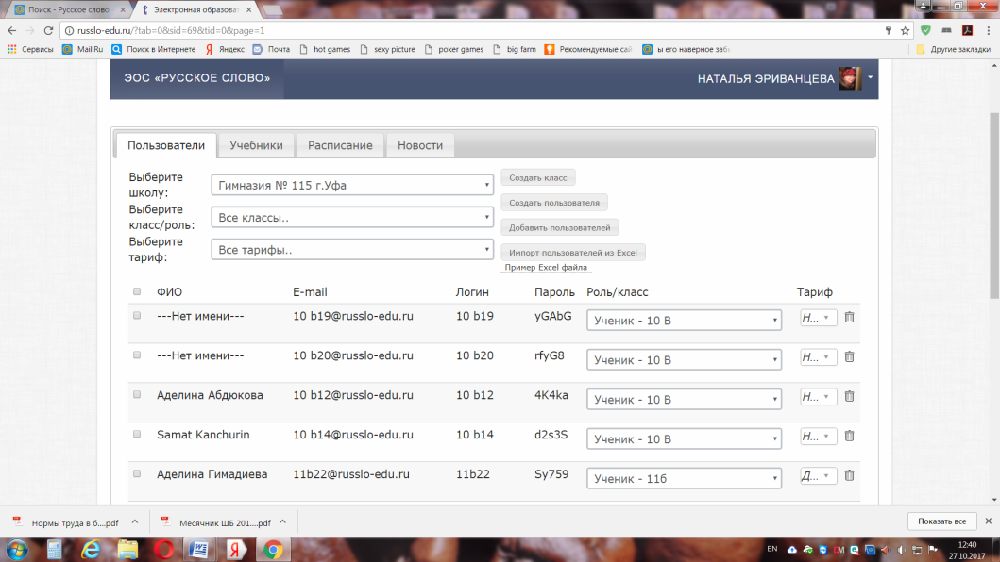 Поиск - Русское слово
Электронная образоват
russlo-edu.ru/?tab=0&sid=69&tid=0&page=1
Сервисы Mail.Ru Поиск в Интернете Яндекс Почта hot games sexy picture poker games big farm Рекомендуемые сай ы его наверное заб Другие закладки
ЭОС «РУССКОЕ СЛОВО» НАТАЛЬЯ ЭРИВАНЦЕВА
Пользователи Учебники Расписание Новости
Выберите школу: Гимназия № 115 г.Уфа Создать класс
Выберите класс/роль: Все классы.. Создать пользователя
Добавить пользователей
Выберите тариф: Все тарифы.. Импорт пользователей из Excel
Пример Excel файла
ФИО E-mail Логин Пароль Роль/класс Тариф
---Нет имени--- 10 b19@russlo-edu.ru 10 b19 yGAbG Ученик - 10 В Н...
---Нет имени--- 10 b20@russlo-edu.ru 10 b20 rfyG8 Ученик - 10 В Н...
Аделина Абдюкова 10 b12@russlo-edu.ru 10 b12 4K4ka Ученик - 10 В Н...
Samat Kanchurin 10 b14@russlo-edu.ru 10 b14 d2s3S Ученик - 10 В Н...
Аделина Гимадиева 11b22@russlo-edu.ru 11b22 Sy759 Ученик - 11б Д...
Нормы труда в б....pdf Месячник ШБ 201....pdf Показать все
EN 12:40
27.10.2017